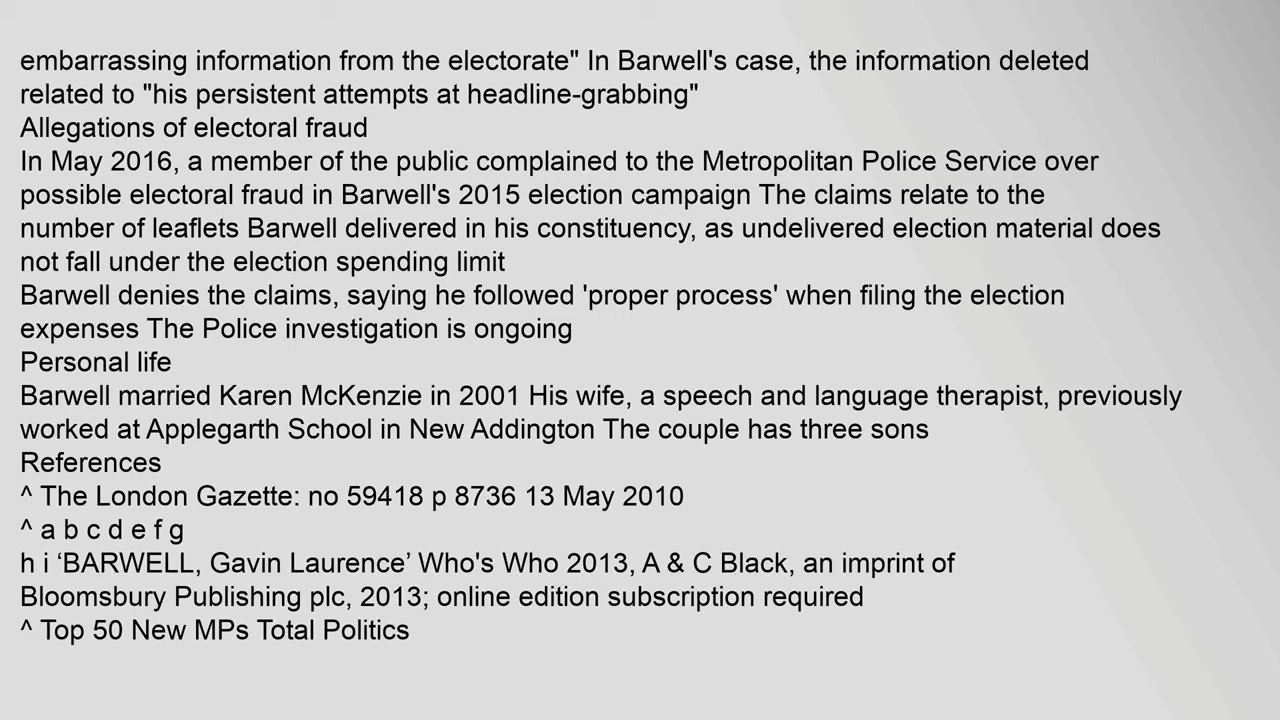 embarrassing information from the electorate" In Barwell's case, the information deleted
related to "his persistent attempts at headline-grabbing"
Allegations of electoral fraud
In May 2016, a member of the public complained to the Metropolitan Police Service over
possible electoral fraud in Barwell's 2015 election campaign The claims relate to the
number of leaflets Barwell delivered in his constituency, as undelivered election material does
not fall under the election spending limit
Barwell denies the claims, saying he followed 'proper process' when filing the election
expenses The Police investigation is ongoing
Personal life
Barwell married Karen McKenzie in 2001 His wife, a speech and language therapist, previously
worked at Applegarth School in New Addington The couple has three sons
References
^ The London Gazette: no 59418 p 8736 13 May 2010
^ a b c d e f g
h i ‘BARWELL, Gavin Laurence’ Who's Who 2013, A & C Black, an imprint of
Bloomsbury Publishing plc, 2013; online edition subscription required
^ Top 50 New MPs Total Politics